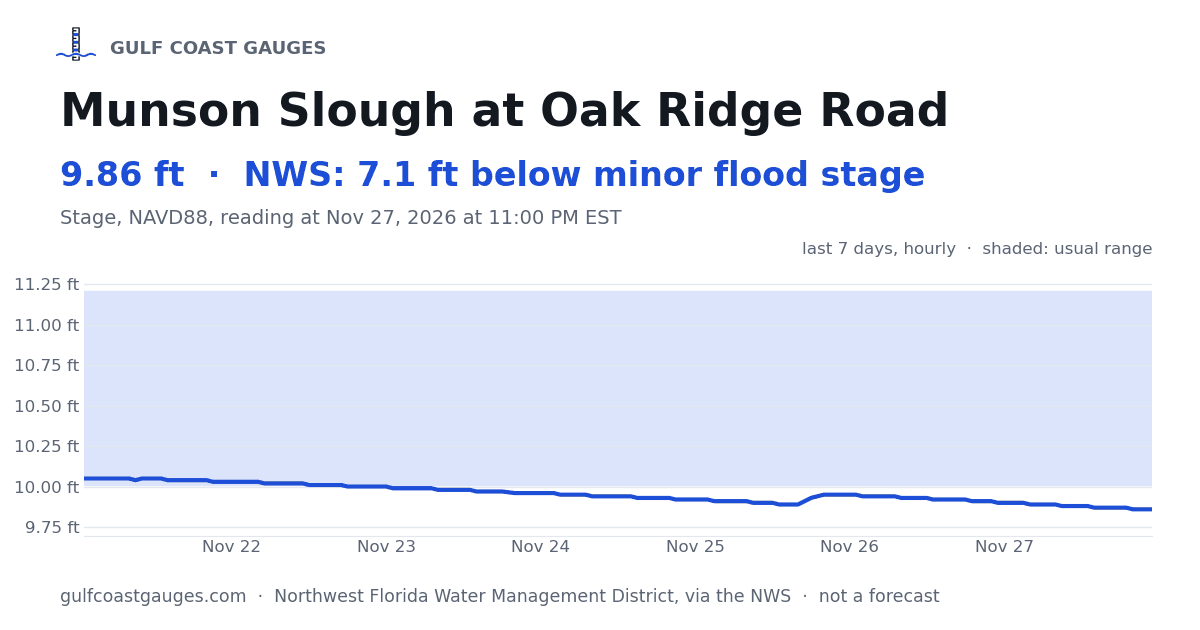 GULF COAST GAUGES
Munson Slough at Oak Ridge Road
9.86 ft · NWS: 7.1 ft below minor flood stage
Stage, NAVD88, reading at Nov 27, 2026 at 11:00 PM EST
last 7 days, hourly · shaded: usual range
11.25 ft
11.00 ft
10.75 ft
10.50 ft
10.25 ft
10.00 ft
9.75 ft
Nov 22 Nov 23 Nov 24 Nov 25 Nov 26 Nov 27
gulfcoastgauges.com · Northwest Florida Water Management District, via the NWS · not a forecast